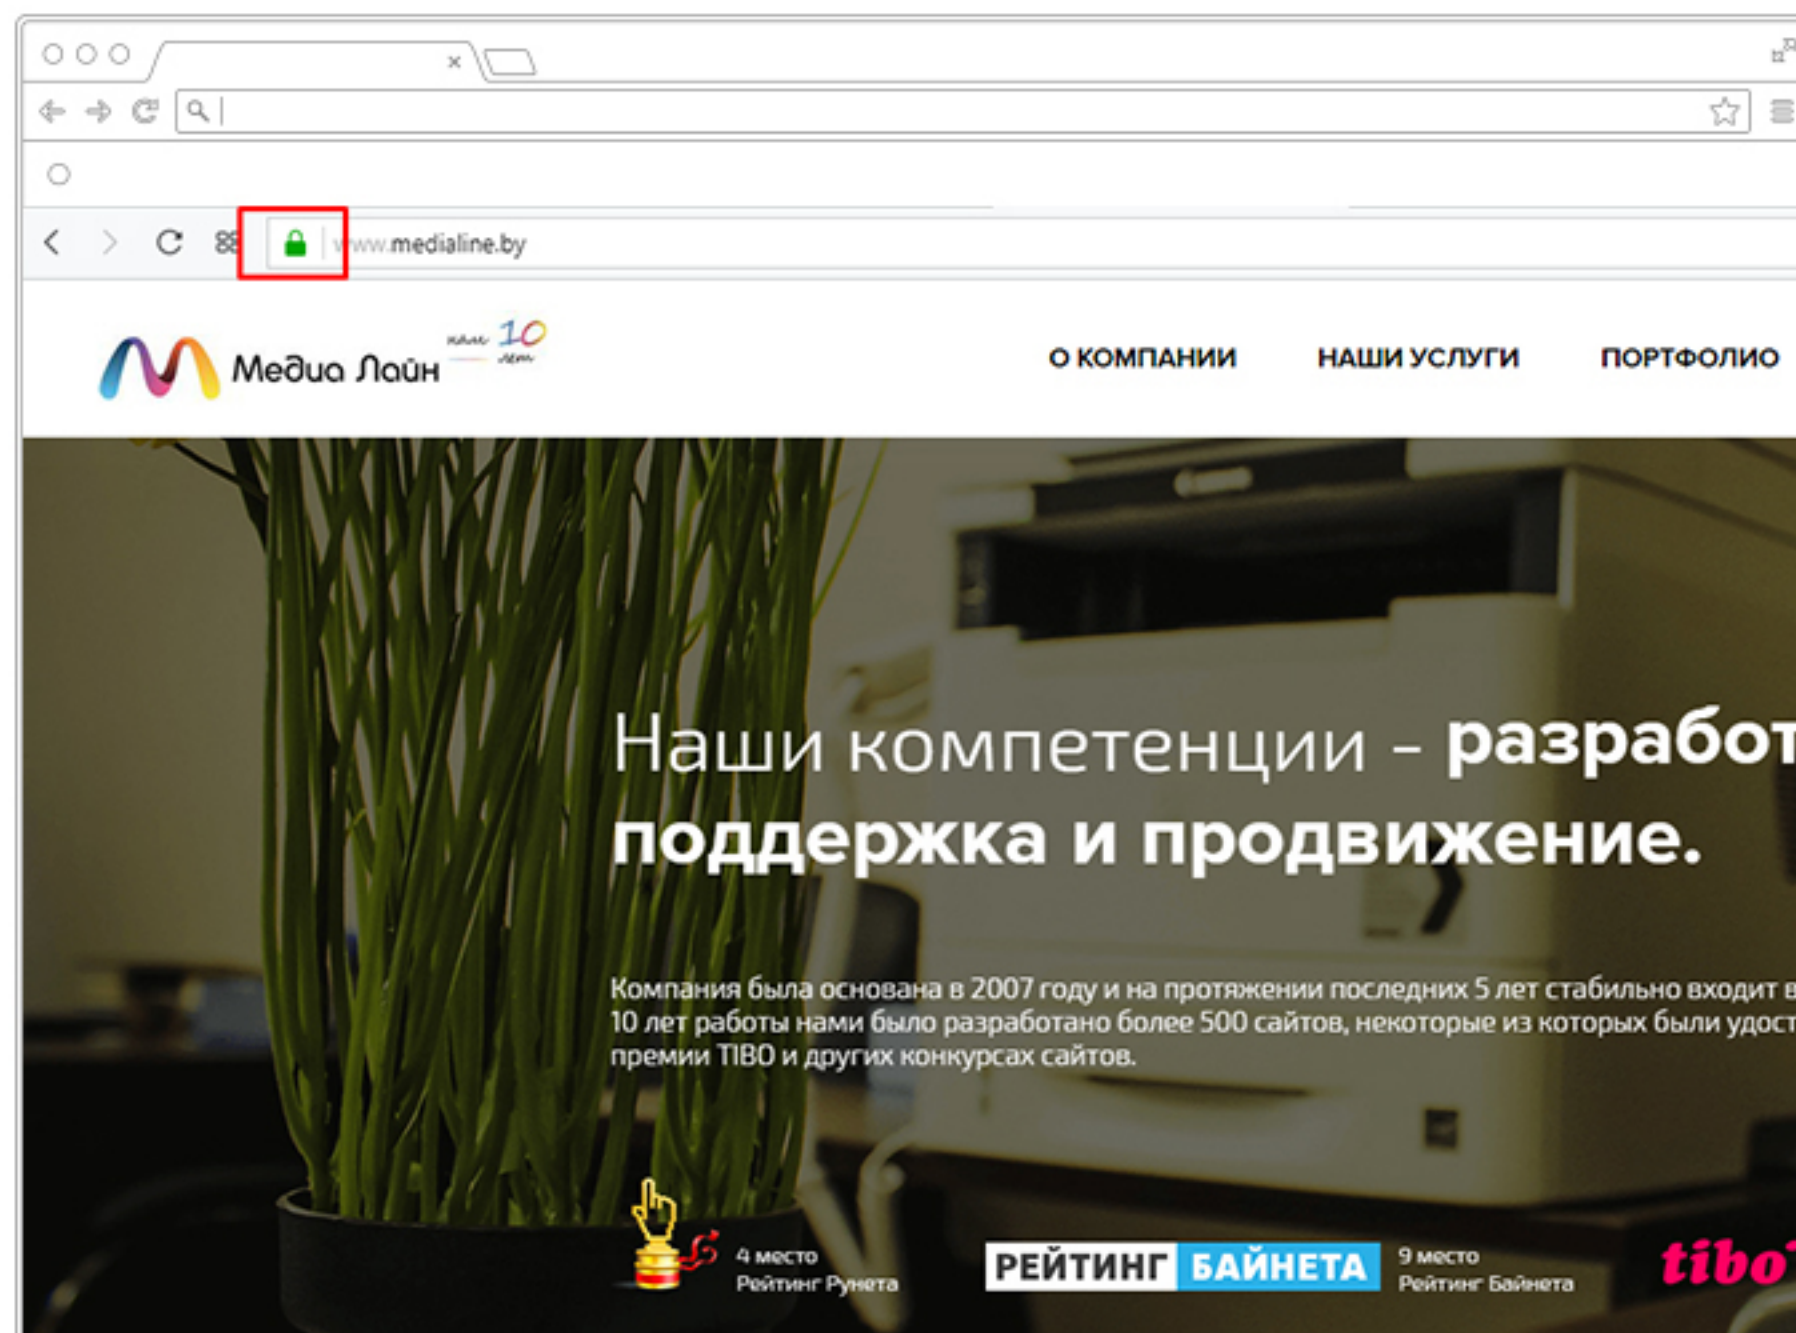 www.medialine.by
Медиа Лайн
нам 10
лет
О КОМПАНИИ
НАШИ УСЛУГИ
ПОРТФОЛИО
Наши компетенции - разработ
поддержка и продвижение.
Компания была основана в 2007 году и на протяжении последних 5 лет стабильно входит в
10 лет работы нами было разработано более 500 сайтов, некоторые из которых были удост
премии TIBO и других конкурсах сайтов.
4 место
Рейтинг Рунета
РЕЙТИНГ БАЙНЕТА
9 место
Рейтинг Байнета
tibo